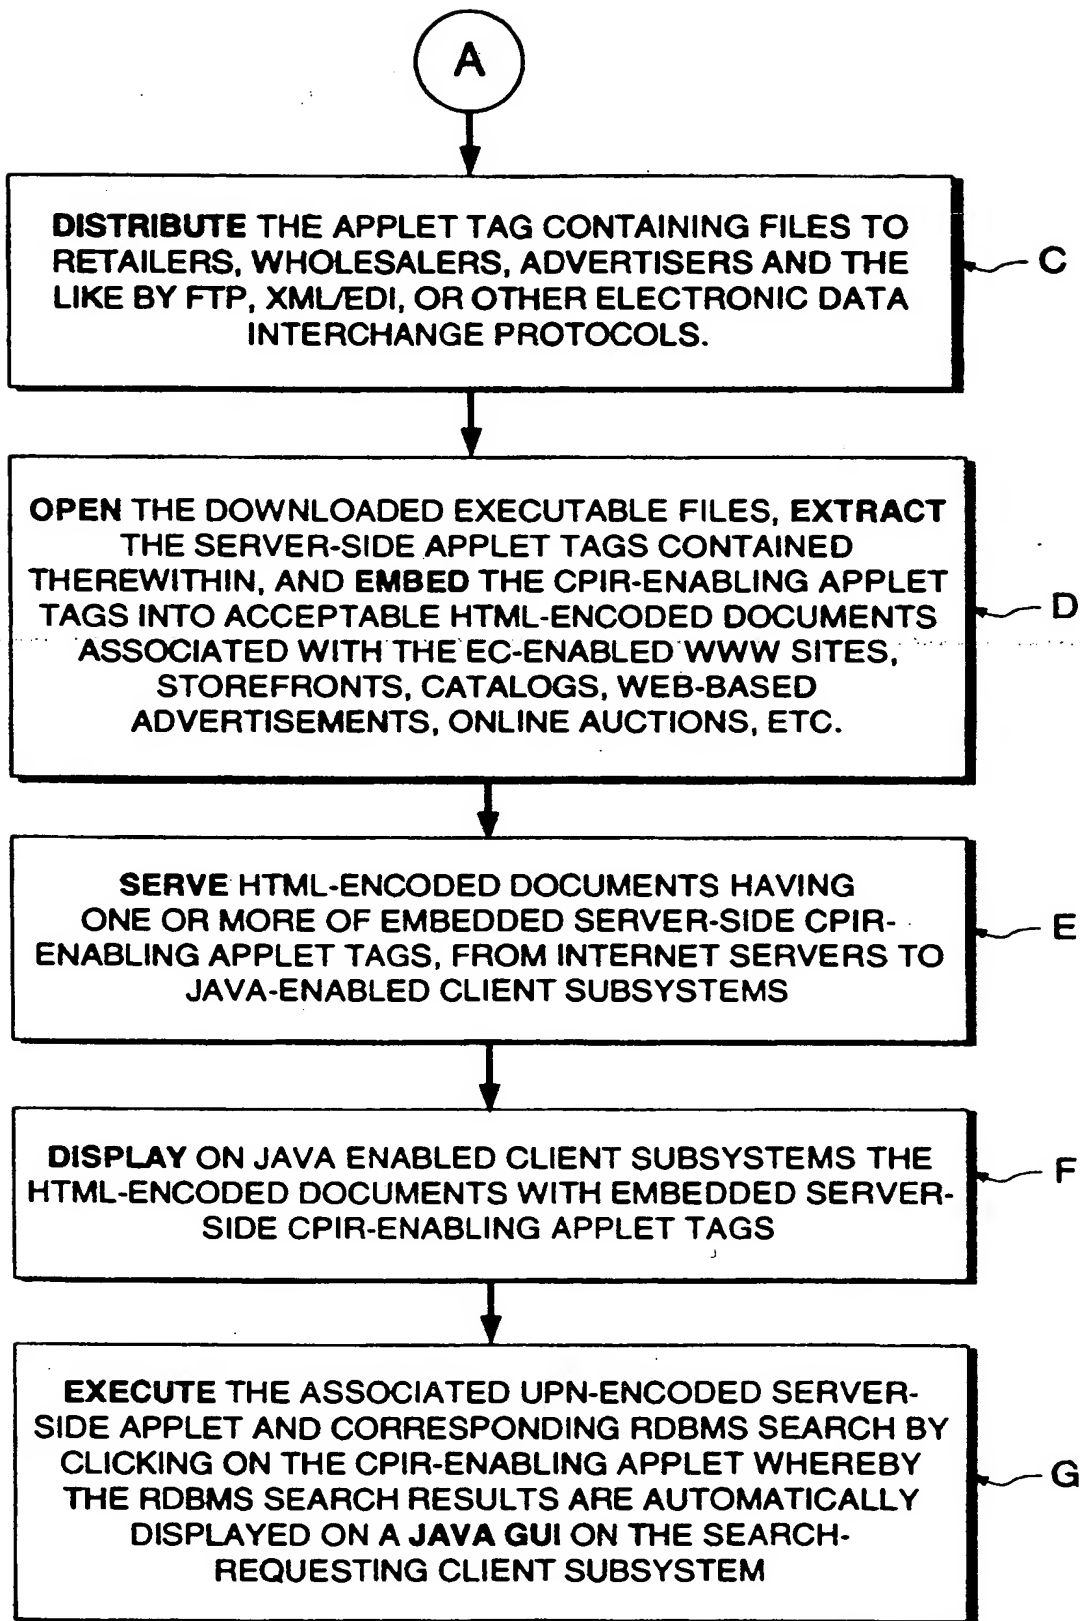 A
DISTRIBUTE THE APPLET TAG CONTAINING FILES TO
RETAILERS, WHOLESALERS, ADVERTISERS AND THE
LIKE BY FTP, XML/EDI, OR OTHER ELECTRONIC DATA
INTERCHANGE PROTOCOLS.
C
OPEN THE DOWNLOADED EXECUTABLE FILES, EXTRACT
THE SERVER-SIDE APPLET TAGS CONTAINED
THEREWITHIN, AND EMBED THE CPIR-ENABLING APPLET
TAGS INTO ACCEPTABLE HTML-ENCODED DOCUMENTS
ASSOCIATED WITH THE EC-ENABLED WWW SITES,
STOREFRONTS, CATALOGS, WEB-BASED
ADVERTISEMENTS, ONLINE AUCTIONS, ETC.
D
SERVE HTML-ENCODED DOCUMENTS HAVING
ONE OR MORE OF EMBEDDED SERVER-SIDE CPIR-
ENABLING APPLET TAGS, FROM INTERNET SERVERS TO
JAVA-ENABLED CLIENT SUBSYSTEMS
E
DISPLAY ON JAVA ENABLED CLIENT SUBSYSTEMS THE
HTML-ENCODED DOCUMENTS WITH EMBEDDED SERVER-
SIDE CPIR-ENABLING APPLET TAGS
F
EXECUTE THE ASSOCIATED UPN-ENCODED SERVER-
SIDE APPLET AND CORRESPONDING RDBMS SEARCH BY
CLICKING ON THE CPIR-ENABLING APPLET WHEREBY
THE RDBMS SEARCH RESULTS ARE AUTOMATICALLY
DISPLAYED ON A JAVA GUI ON THE SEARCH-
REQUESTING CLIENT SUBSYSTEM
G